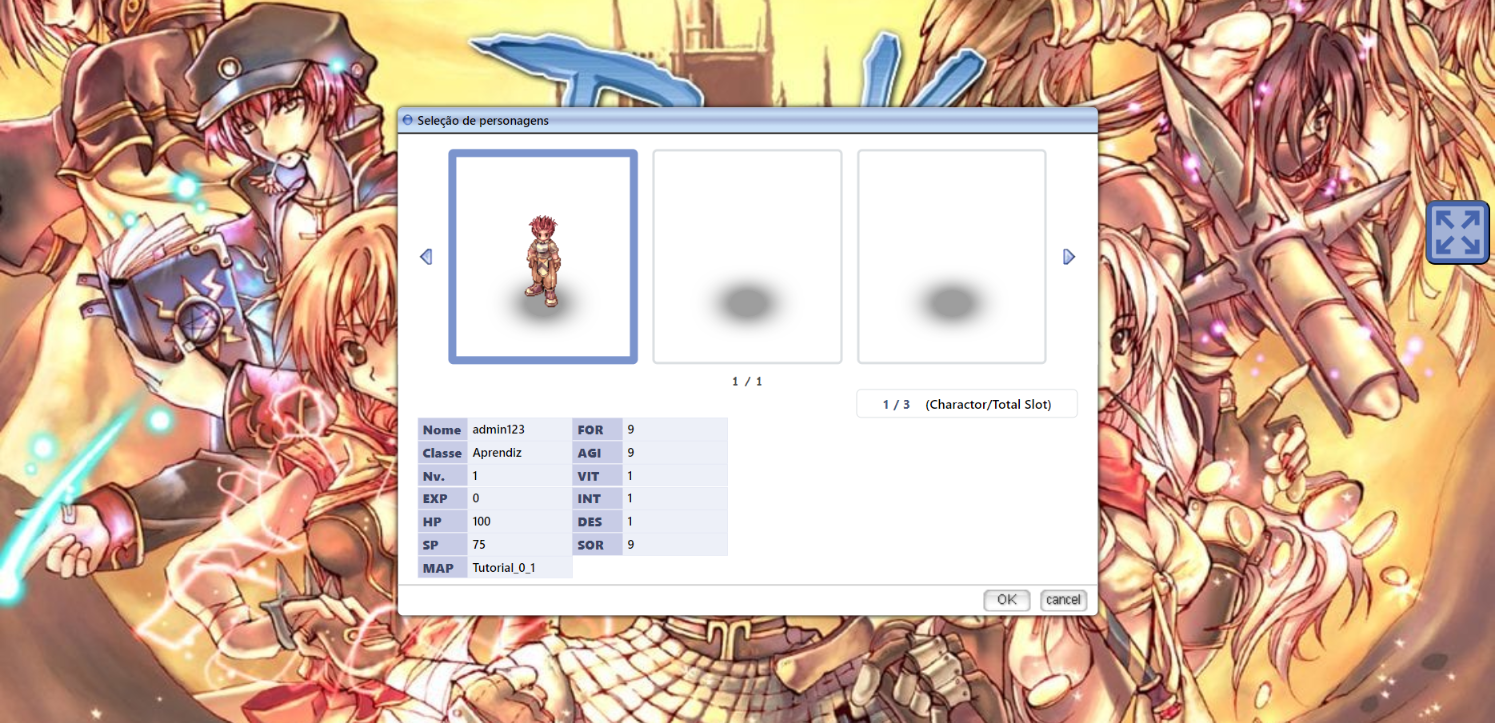 Seleção de personagens
1 / 1
1 / 3 (Charactor/Total Slot)
Nome admin123 FOR 9
Classe Aprendiz AGI 9
Nv. 1 VIT 1
EXP 0 INT 1
HP 100 DES 1
SP 75 SOR 9
MAP Tutorial_0_1
OK cancel